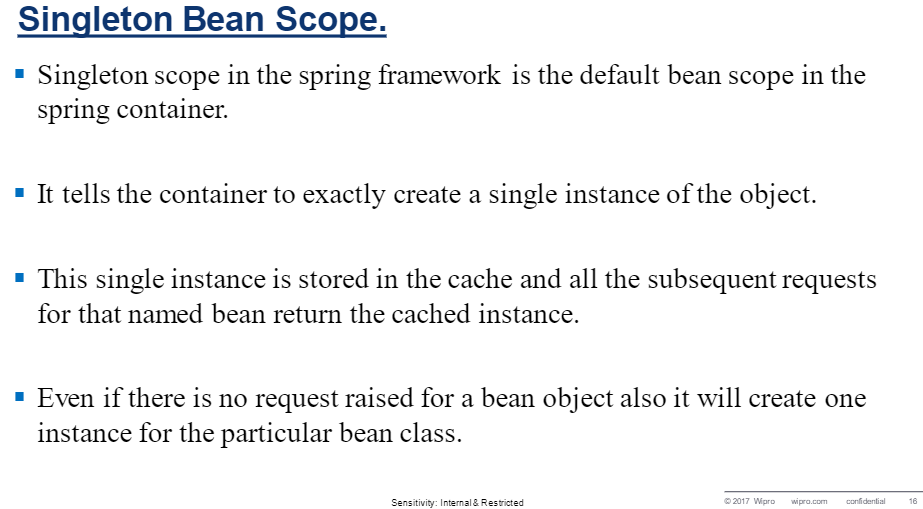 Singleton Bean Scope.
Singleton scope in the spring framework is the default bean scope in the
spring container.
It tells the container to exactly create a single instance of the object.
This single instance is stored in the cache and all the subsequent requests
for that named bean return the cached instance.
Even if there is no request raised for a bean object also it will create one
instance for the particular bean class.
Sensitivity: Internal & Restricted
© 2017 Wipro wipro.com confidential 16